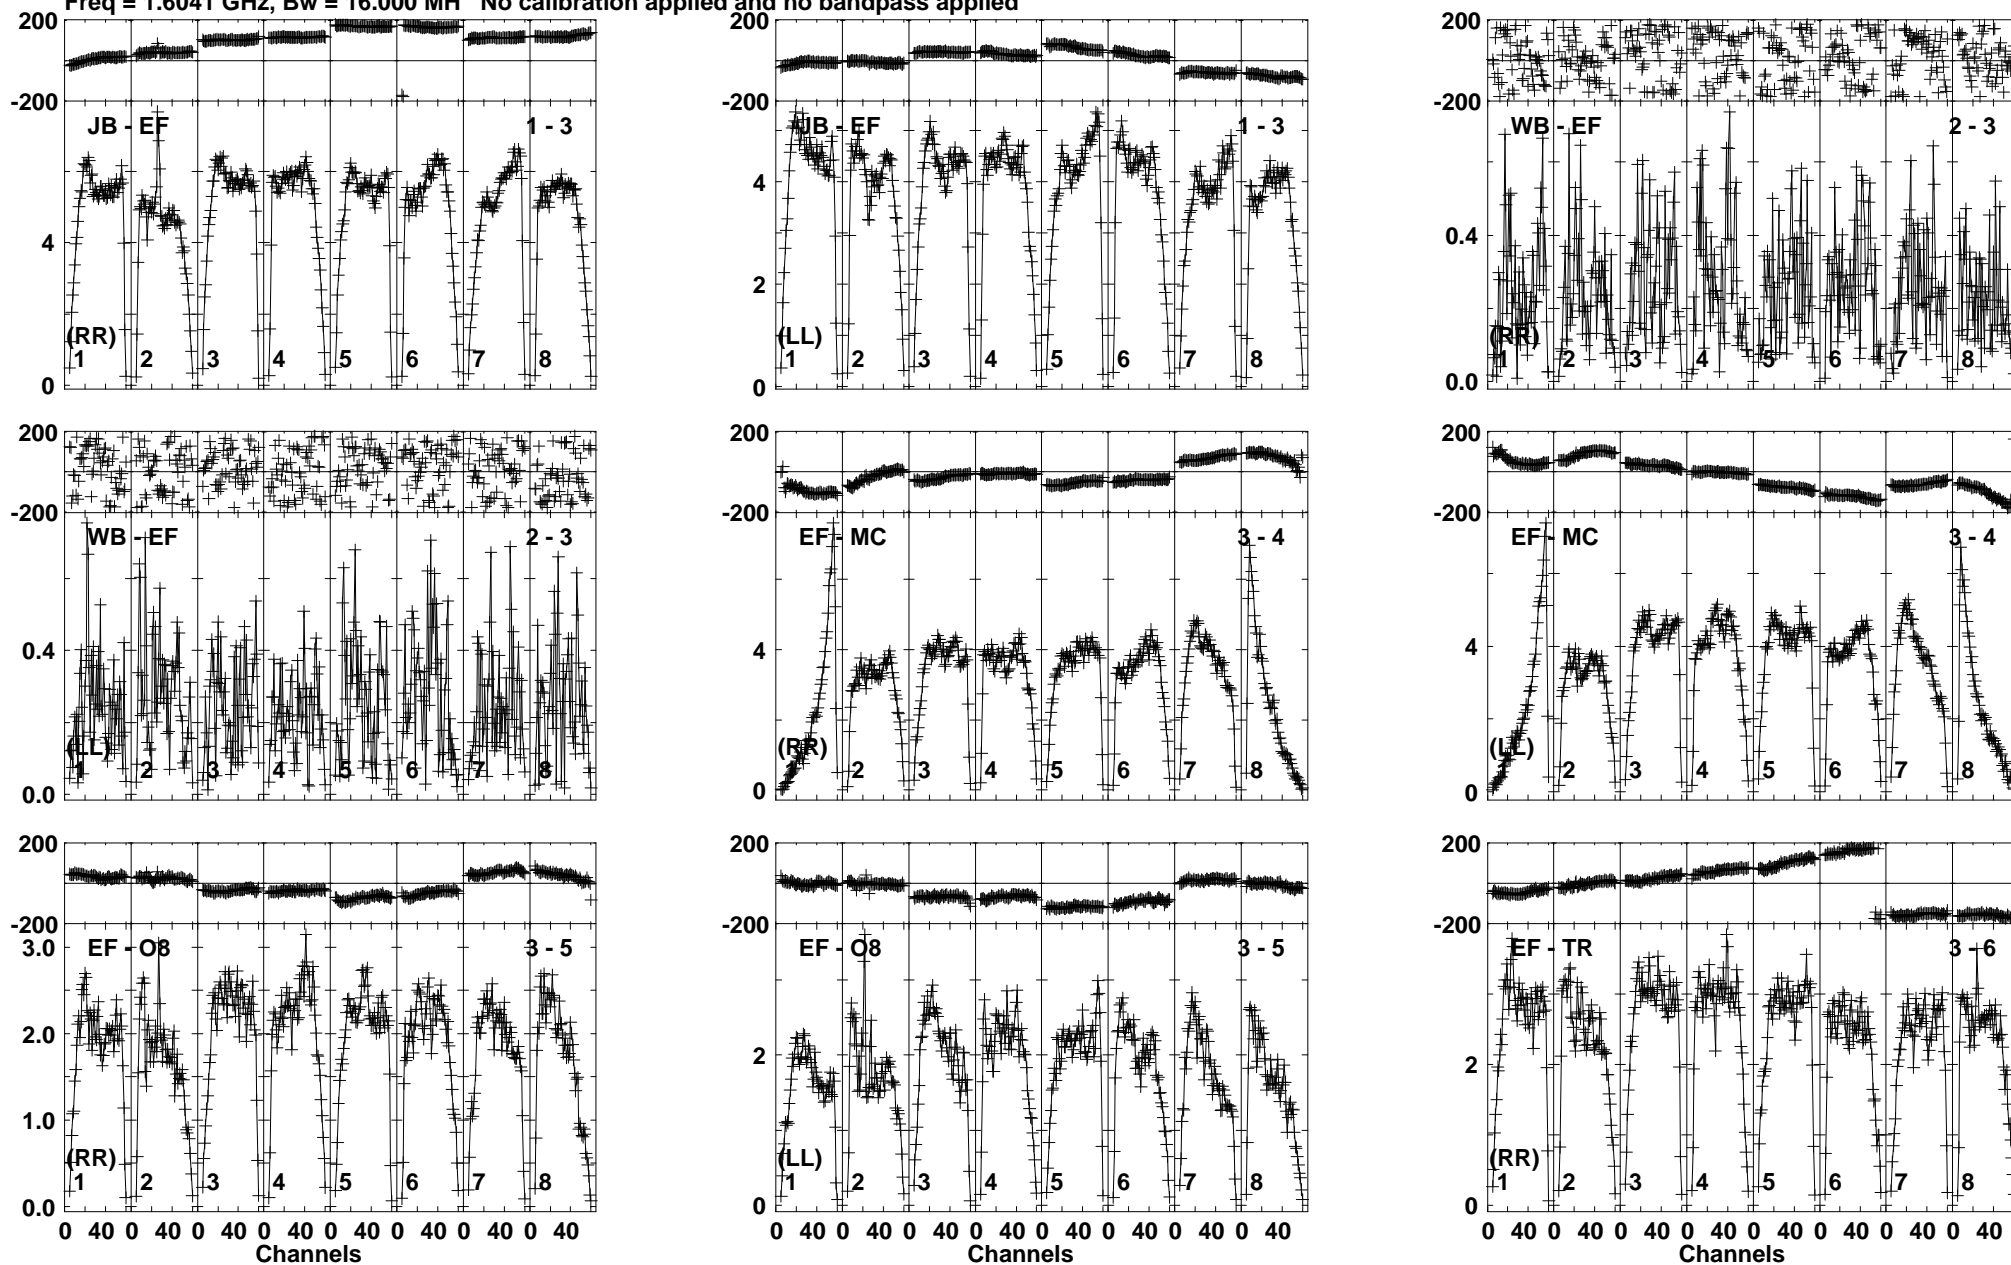 Freq = 1.6041 GHz, Bw = 16.000 MH No calibration applied and no bandpass applied
200
-200
JB - EF 1 - 3
4
(RR)
1 2 3 4 5 6 7 8
0
200
-200
JB - EF 1 - 3
4
2
(LL)
1 2 3 4 5 6 7 8
0
200
-200
WB - EF 2 - 3
0.4
(RR)
1 2 3 4 5 6 7 8
0.0
200
-200
WB - EF 2 - 3
0.4
(LL)
1 2 3 4 5 6 7 8
0.0
200
-200
EF - MC 3 - 4
4
(RR)
1 2 3 4 5 6 7 8
0
200
-200
EF - MC 3 - 4
4
(LL)
1 2 3 4 5 6 7 8
0
200
-200
3.0
EF - O8 3 - 5
2.0
1.0
(RR)
1 2 3 4 5 6 7 8
0.0
0 40 0 40 0 40 0 40 0 40 0 40 0 40 0 40
Channels
200
-200
EF - O8 3 - 5
2
(LL)
1 2 3 4 5 6 7 8
0
0 40 0 40 0 40 0 40 0 40 0 40 0 40 0 40
Channels
200
-200
EF - TR 3 - 6
2
(RR)
1 2 3 4 5 6 7 8
0
0 40 0 40 0 40 0 40 0 40 0 40 0 40 0 40
Channels